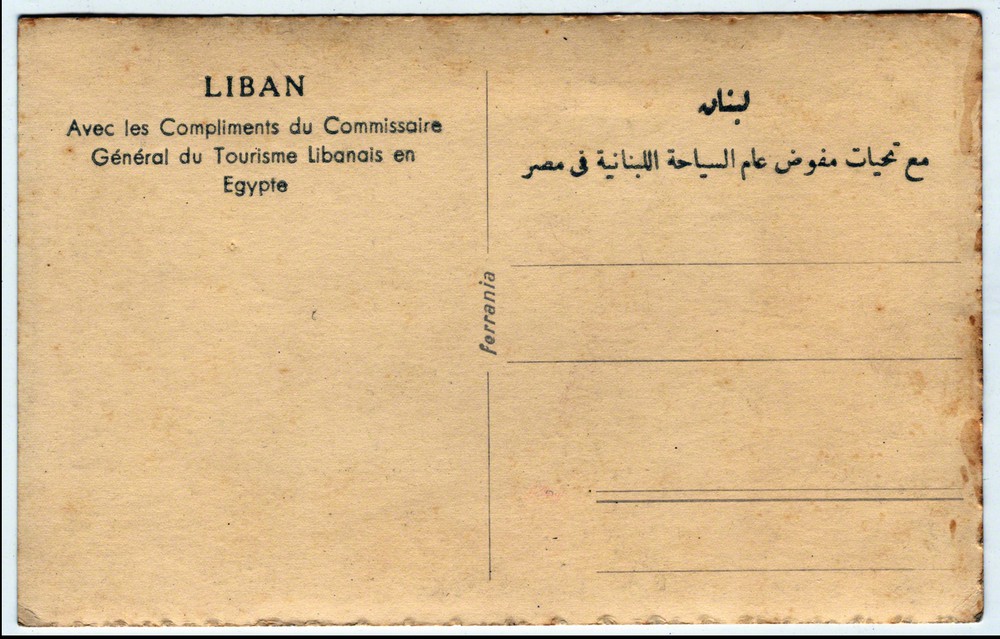 LIBAN
Avec les Compliments du Commissaire
Général du Tourisme Libanais en
Egypte
ferrania
لبنان
مع تحيات مفوض عام السياحة اللبنانية فى مصر